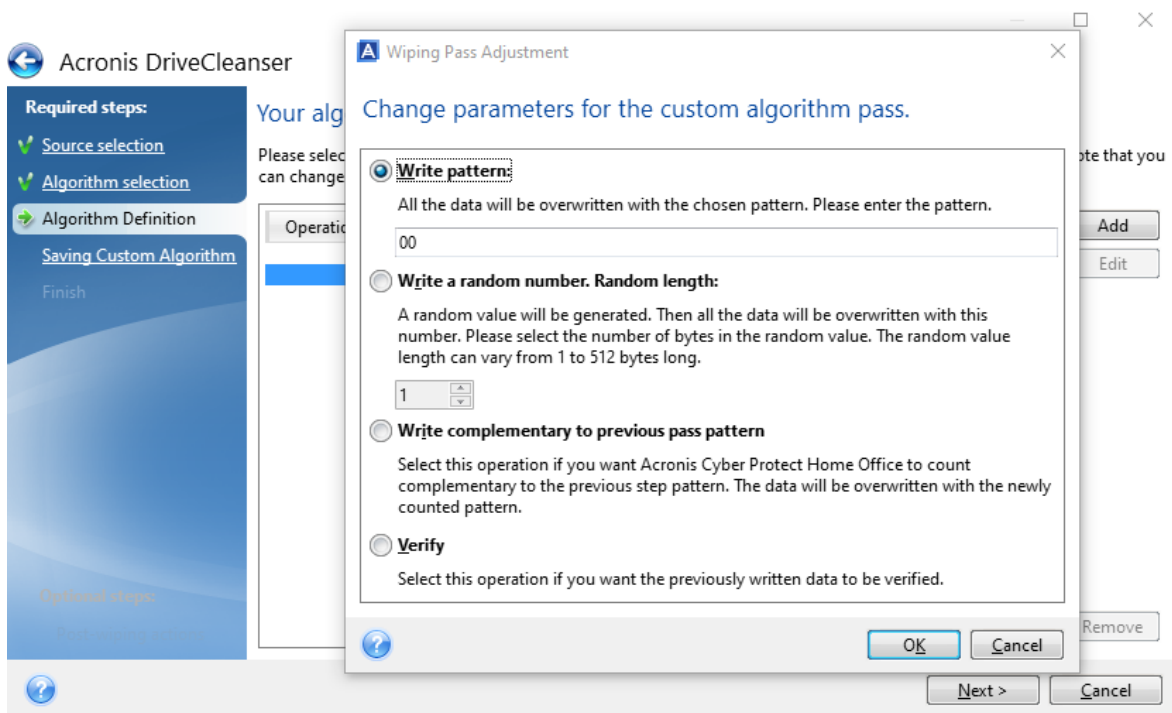 Acronis DriveCleanser
Required steps:
Source selection
Algorithm selection
Algorithm Definition
Saving Custom Algorithm
Finish
Optional steps:
Your alg
Please selec
can change
ote that you
Operatio
Add
Edit
Remove
A Wiping Pass Adjustment
Change parameters for the custom algorithm pass.
Write pattern:
All the data will be overwritten with the chosen pattern. Please enter the pattern.
00
Write a random number. Random length:
A random value will be generated. Then all the data will be overwritten with this
number. Please select the number of bytes in the random value. The random value
length can vary from 1 to 512 bytes long.
1
Write complementary to previous pass pattern
Select this operation if you want Acronis Cyber Protect Home Office to count
complementary to the previous step pattern. The data will be overwritten with the newly
counted pattern.
Verify
Select this operation if you want the previously written data to be verified.
? OK Cancel
? Next > Cancel